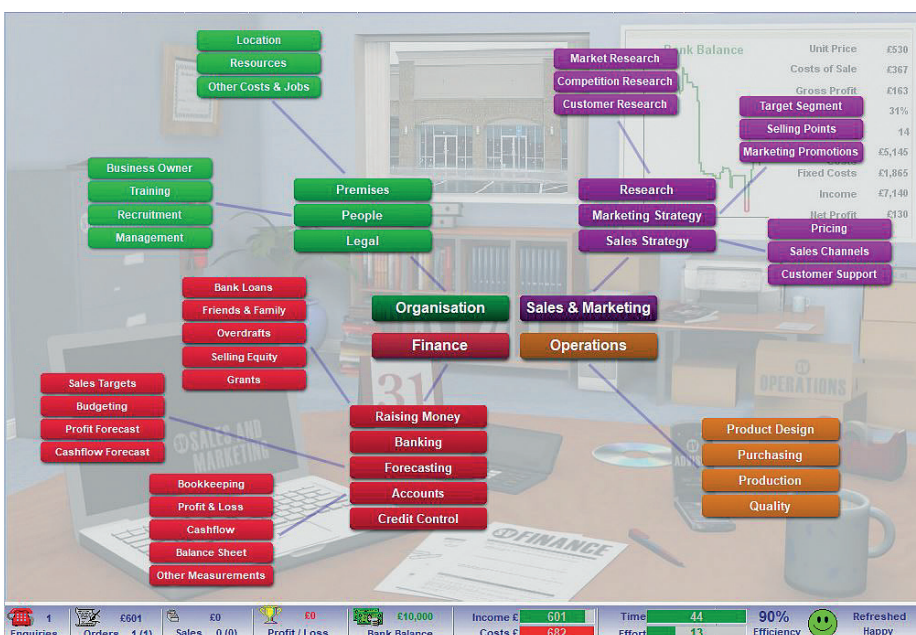 Location
Resources
Other Costs & Jobs
Market Research
Competition Research
Customer Research
Bank Balance
Unit Price £530
Costs of Sale £367
Gross Profit £163
31%
14
£5,145
Costs
Fixed Costs £1,865
Income £7,140
Net Profit £130
Target Segment
Selling Points
Marketing Promotions
Business Owner
Training
Recruitment
Management
Premises
People
Legal
Research
Marketing Strategy
Sales Strategy
Pricing
Sales Channels
Customer Support
Bank Loans
Friends & Family
Overdrafts
Selling Equity
Grants
Organisation
Sales & Marketing
Finance
Operations
31
OPERATIONS
Sales Targets
Budgeting
Profit Forecast
Cashflow Forecast
SALES AND
MARKETING
Raising Money
Banking
Forecasting
Accounts
Credit Control
Product Design
Purchasing
Production
Quality
Bookkeeping
Profit & Loss
Cashflow
Balance Sheet
Other Measurements
FINANCE
1 £601 £0 £0 £10,000 Income £ 601 Time 44 90% Refreshed
Enquiries Orders 1 (1) Sales 0 (0) Profit / Loss Bank Balance Costs £ 682 Effort 13 Efficiency Happy